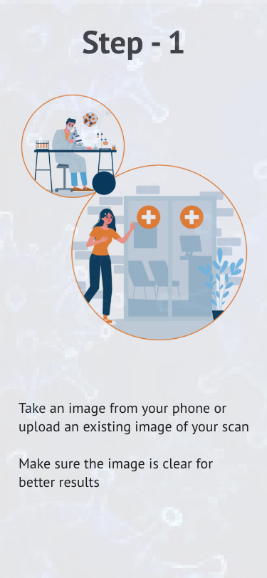 Step - 1
Take an image from your phone or
upload an existing image of your scan
Make sure the image is clear for
better results